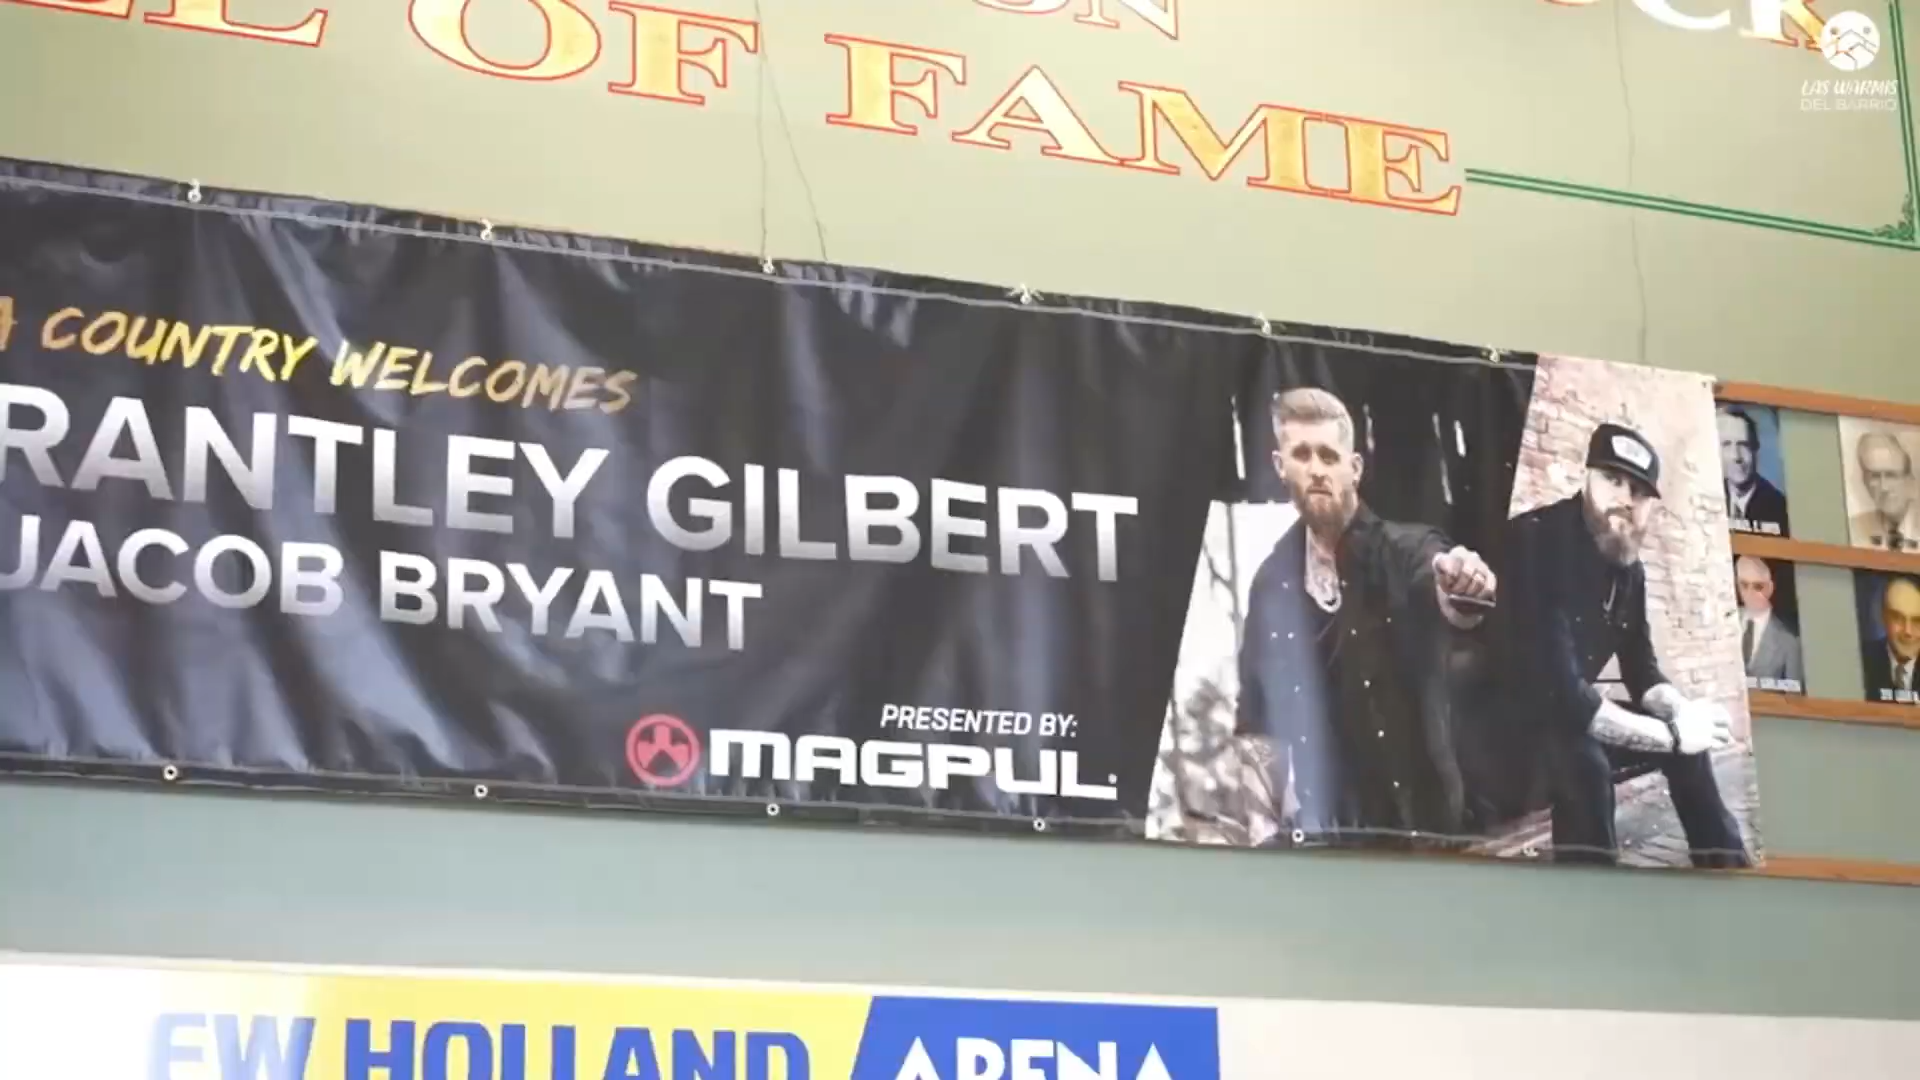 OF FAME
LAS WARMIS
DEL BARRIO
COUNTRY WELCOMES
RANTLEY GILBERT
JACOB BRYANT
PRESENTED BY:
MAGPUL
EW HOLLAND ARENA